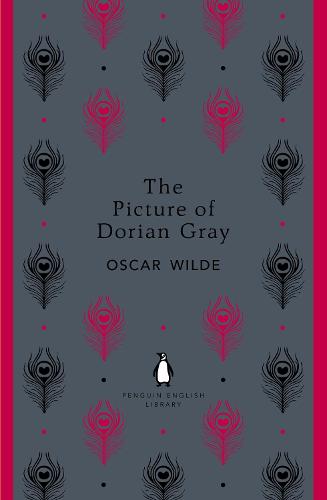 The
Picture of
Dorian Gray
OSCAR WILDE
PENGUIN ENGLISH
LIBRARY